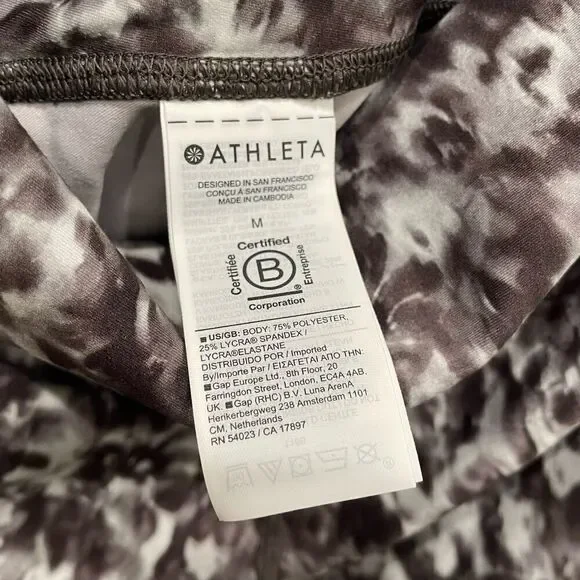 ATHLETA
DESIGNED IN SAN FRANCISCO
CONÇU À SAN FRANCISCO
MADE IN CAMBODIA
M
Certified
Certifiée
B
Entreprise
®
Corporation
US/GB: BODY: 75% POLYESTER,
25% LYCRA® SPANDEX /
LYCRA®ELASTANE
DISTRIBUIDO POR / Imported
By/Importe Par / ΕΙΣΑΓΕΤΑΙ ΑΠΟ ΤΗΝ:
Gap Europe Ltd., 8th Floor, 20
Farringdon Street, London, EC4A 4AB.
UK. Gap (RHC) B.V. Luna ArenA
Herikerbergweg 238 Amsterdam 1101
CM, Netherlands
RN 54023 / CA 17897